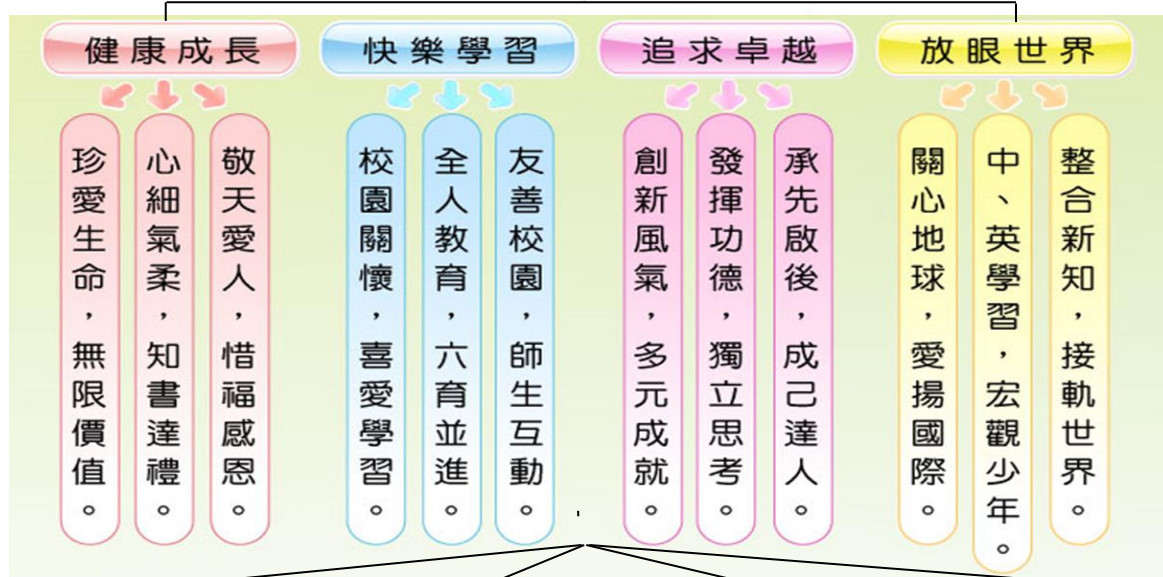 健康成長
珍愛生命，無限價值。
心細氣柔，知書達禮。
敬天愛人，惜福感恩。
快樂學習
校園關懷，喜愛學習。
全人教育，六育並進。
友善校園，師生互動。
追求卓越
創新風氣，多元成就。
發揮功德，獨立思考。
承先啟後，成己達人。
放眼世界
關心地球，愛揚國際。
中、英學習，宏觀少年。
整合新知，接軌世界。